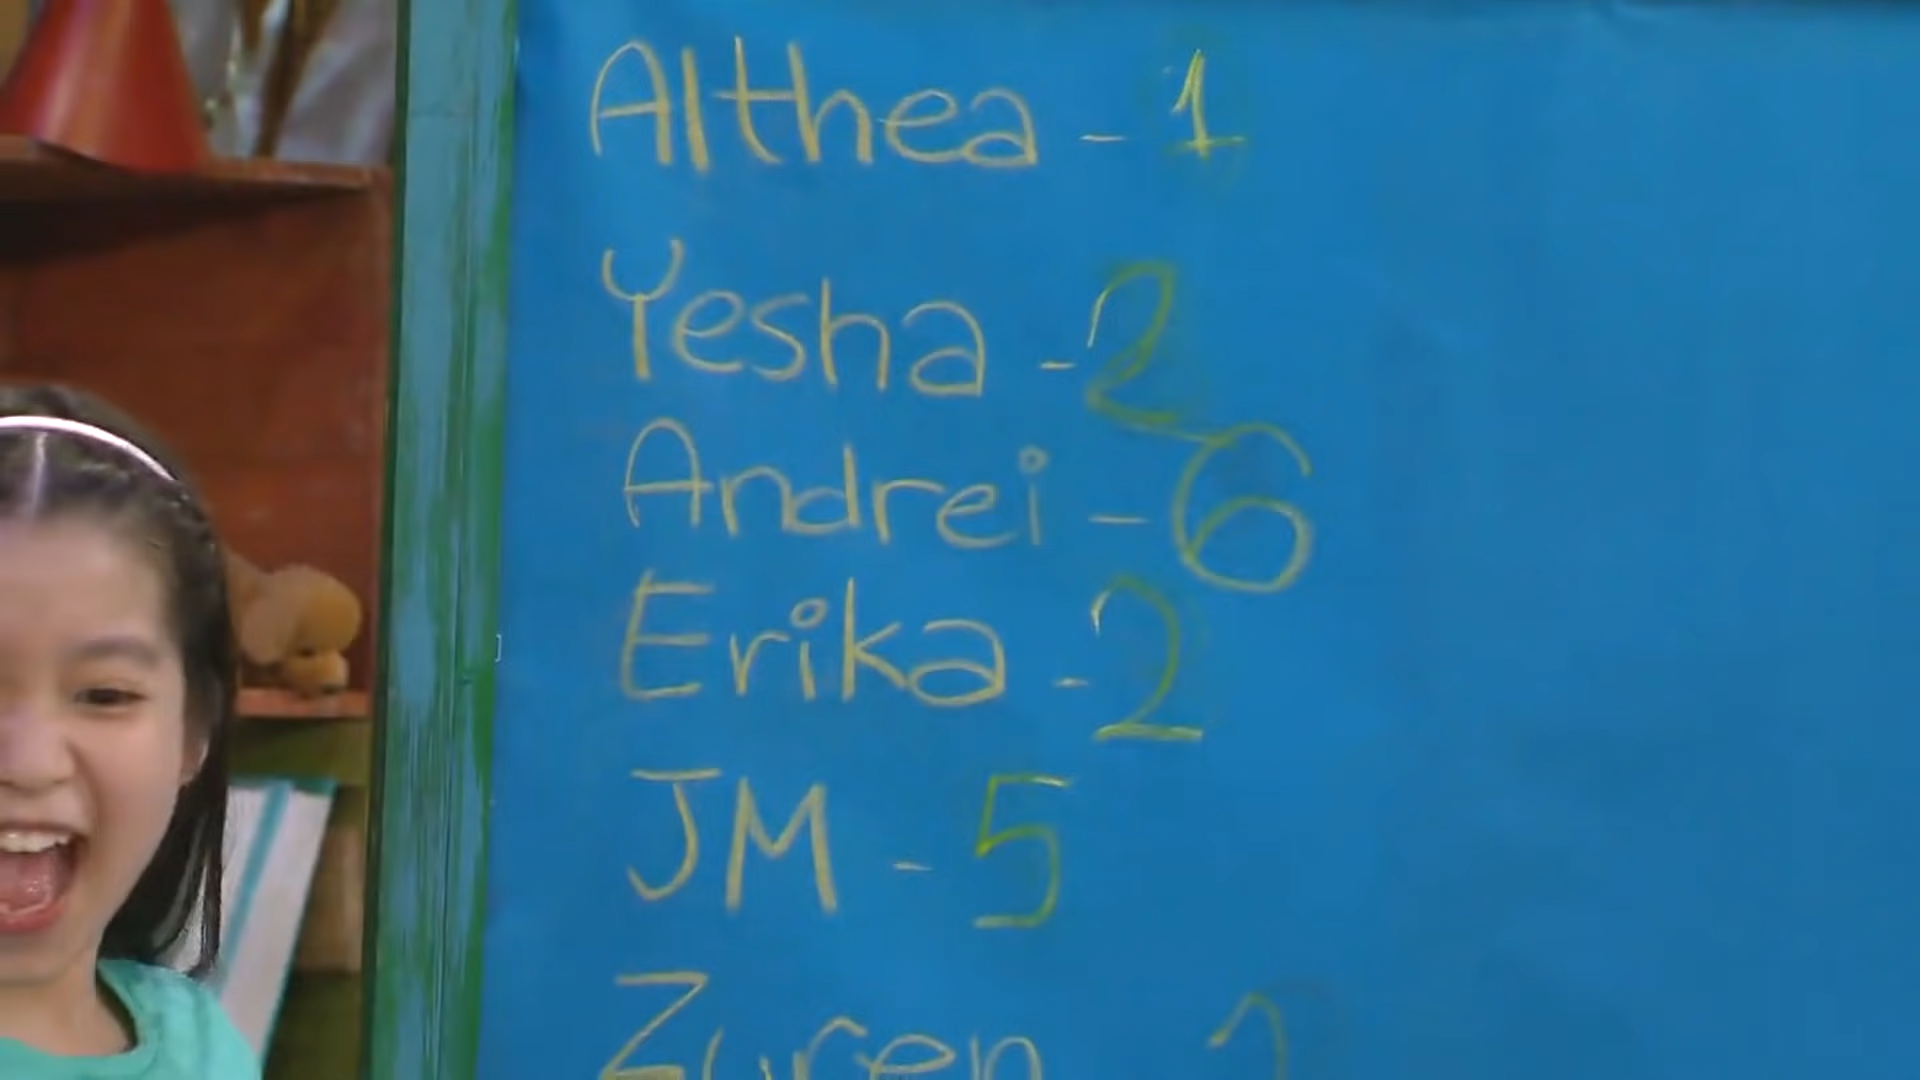 Althea - 1
Yesha - 2
Andrei - 6
Erika - 2
JM - 5